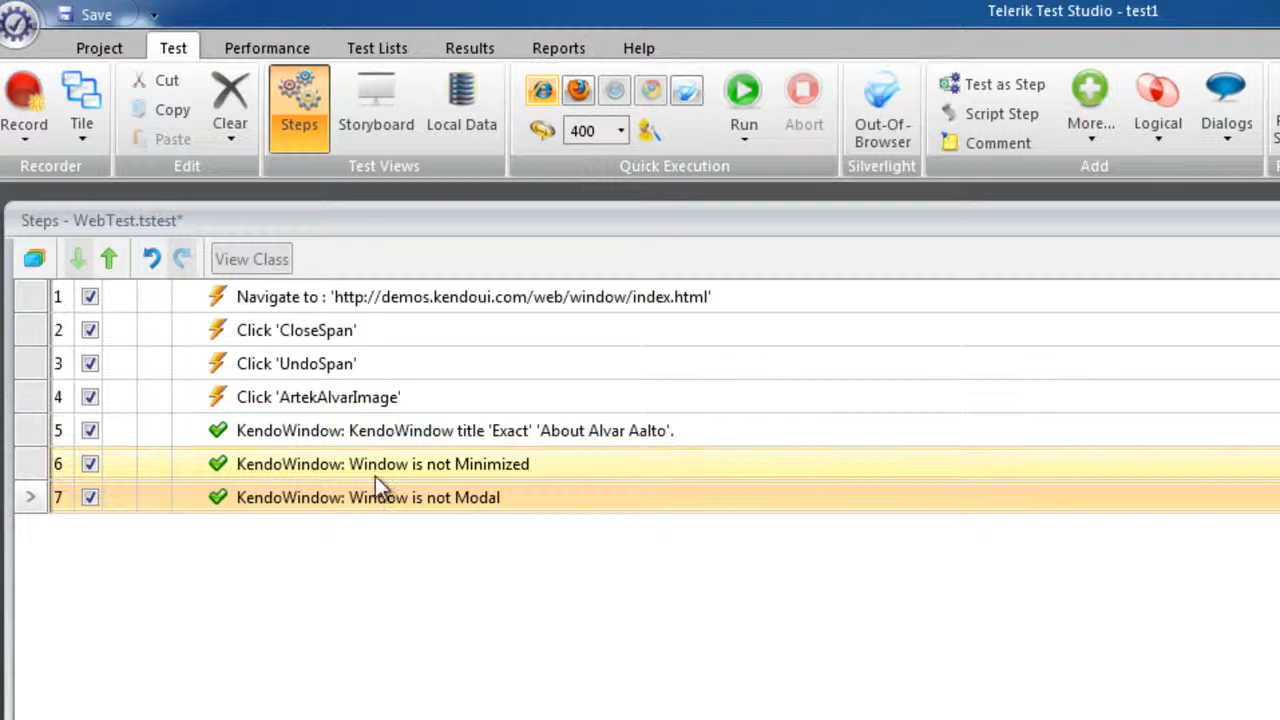 Save
Telerik Test Studio - test1
Project Test Performance Test Lists Results Reports Help
Cut
Copy
Paste
Record Tile Clear Steps Storyboard Local Data
400
Run Abort Out-Of-Browser
Test as Step
Script Step
Comment
More... Logical Dialogs
Recorder Edit Test Views Quick Execution Silverlight Add
Steps - WebTest.tstest*
View Class
1 Navigate to : 'http://demos.kendoui.com/web/window/index.html'
2 Click 'CloseSpan'
3 Click 'UndoSpan'
4 Click 'ArtekAlvarImage'
5 KendoWindow: KendoWindow title 'Exact' 'About Alvar Aalto'.
6 KendoWindow: Window is not Minimized
> 7 KendoWindow: Window is not Modal